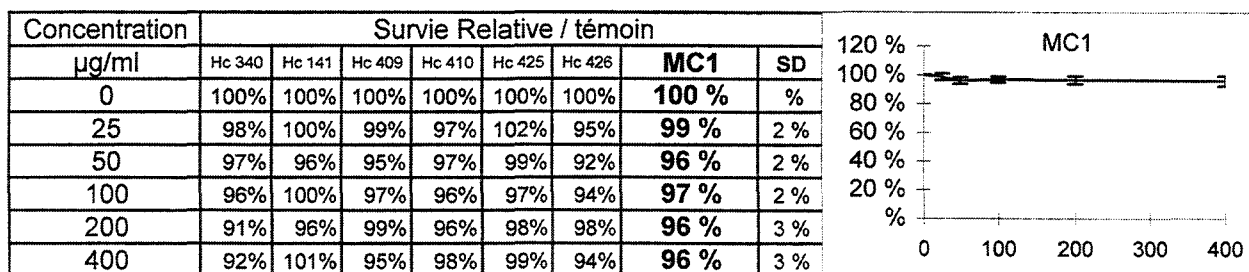 Concentration Survie Relative / témoin
µg/ml Hc 340 Hc 141 Hc 409 Hc 410 Hc 425 Hc 426 MC1 SD
0 100% 100% 100% 100% 100% 100% 100 % %
25 98% 100% 99% 97% 102% 95% 99 % 2 %
50 97% 96% 95% 97% 99% 92% 96 % 2 %
100 96% 100% 97% 96% 97% 94% 97 % 2 %
200 91% 96% 99% 96% 98% 98% 96 % 3 %
400 92% 101% 95% 98% 99% 94% 96 % 3 %
MC1
120 %
100 %
80 %
60 %
40 %
20 %
%
0 100 200 300 400